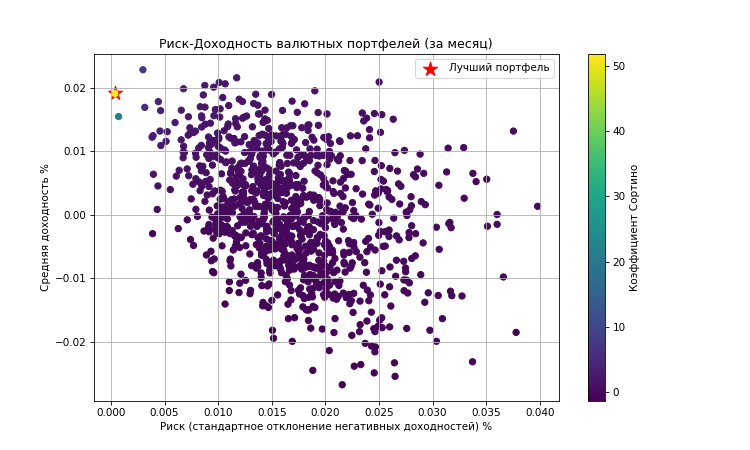 Риск-Доходность валютных портфелей (за месяц)
Лучший портфель
Средняя доходность %
0.02
0.01
0.00
−0.01
−0.02
0.000 0.005 0.010 0.015 0.020 0.025 0.030 0.035 0.040
Риск (стандартное отклонение негативных доходностей) %
50
40
30
20
10
0
Коэффициент Сортино